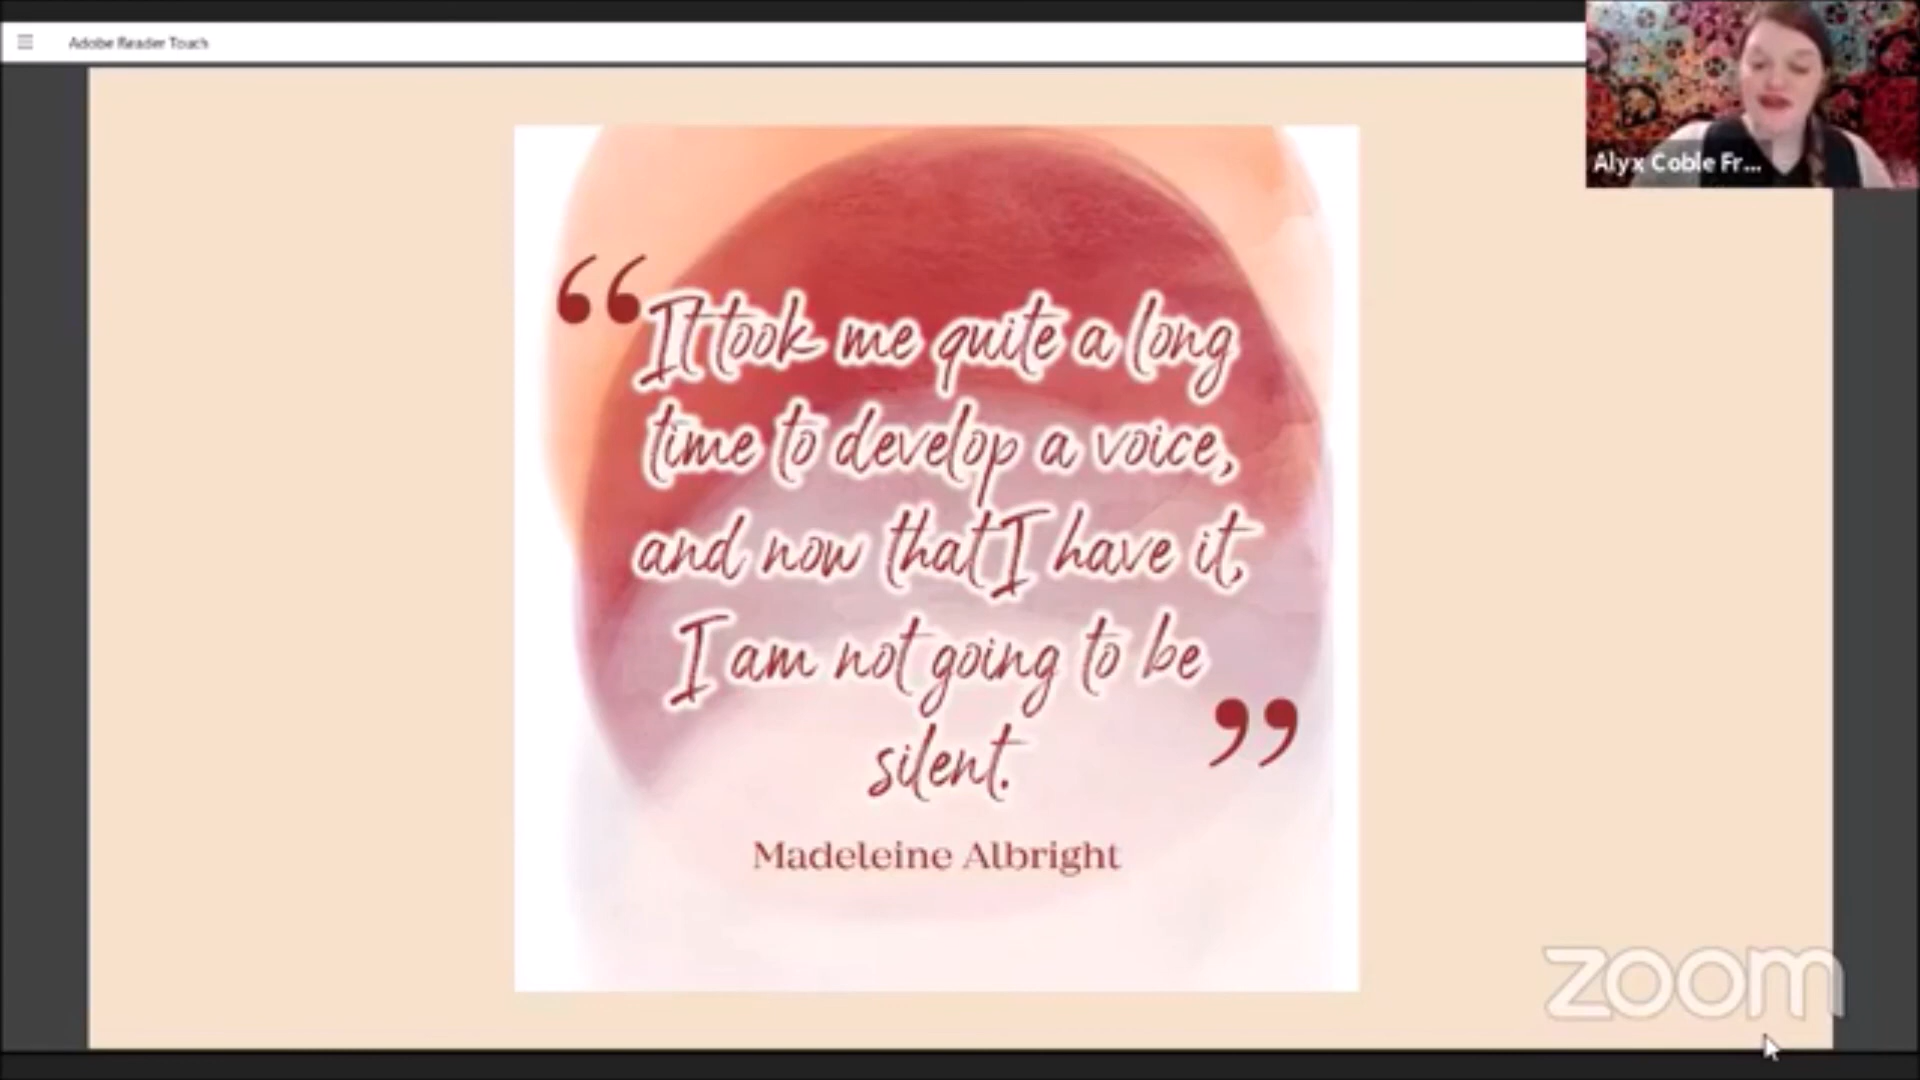 Adobe Reader Touch
Alyx Coble Fr...
“It took me quite a long
time to develop a voice,
and now that I have it,
I am not going to be
silent.”
Madeleine Albright
zoom